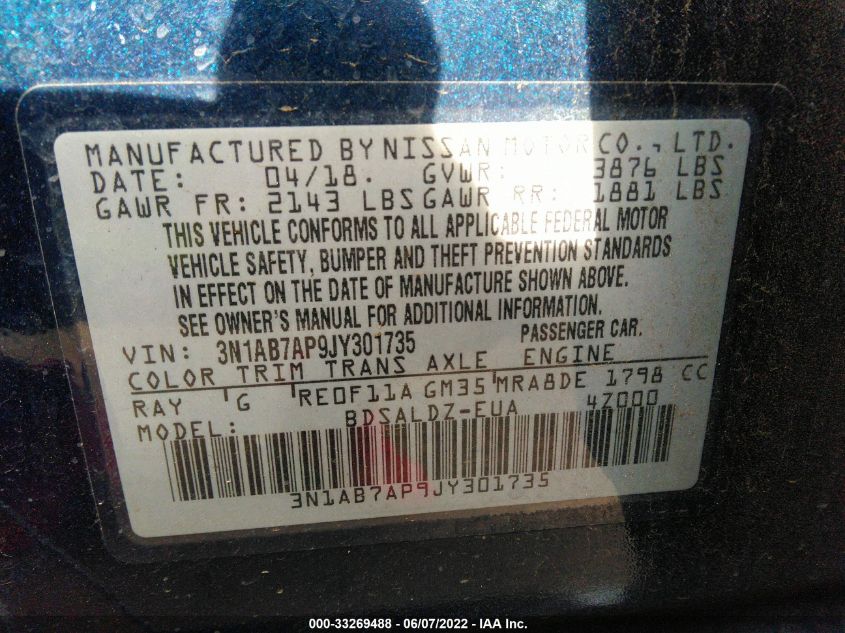 MANUFACTURED BY NISSAN MOTOR CO., LTD.
DATE: 04/18. GVWR: 3876 LBS
GAWR FR: 2143 LBS GAWR RR: 1881 LBS
THIS VEHICLE CONFORMS TO ALL APPLICABLE FEDERAL MOTOR
VEHICLE SAFETY, BUMPER AND THEFT PREVENTION STANDARDS
IN EFFECT ON THE DATE OF MANUFACTURE SHOWN ABOVE.
SEE OWNER'S MANUAL FOR ADDITIONAL INFORMATION.
VIN: 3N1AB7AP9JY301735 PASSENGER CAR.
COLOR TRIM TRANS AXLE ENGINE
RAY G RE0F11A GM35 MRA8DE 1798 CC
MODEL: BDSALDZ-EUA 4Z000
3N1AB7AP9JY301735
000-33269488 - 06/07/2022 - IAA Inc.